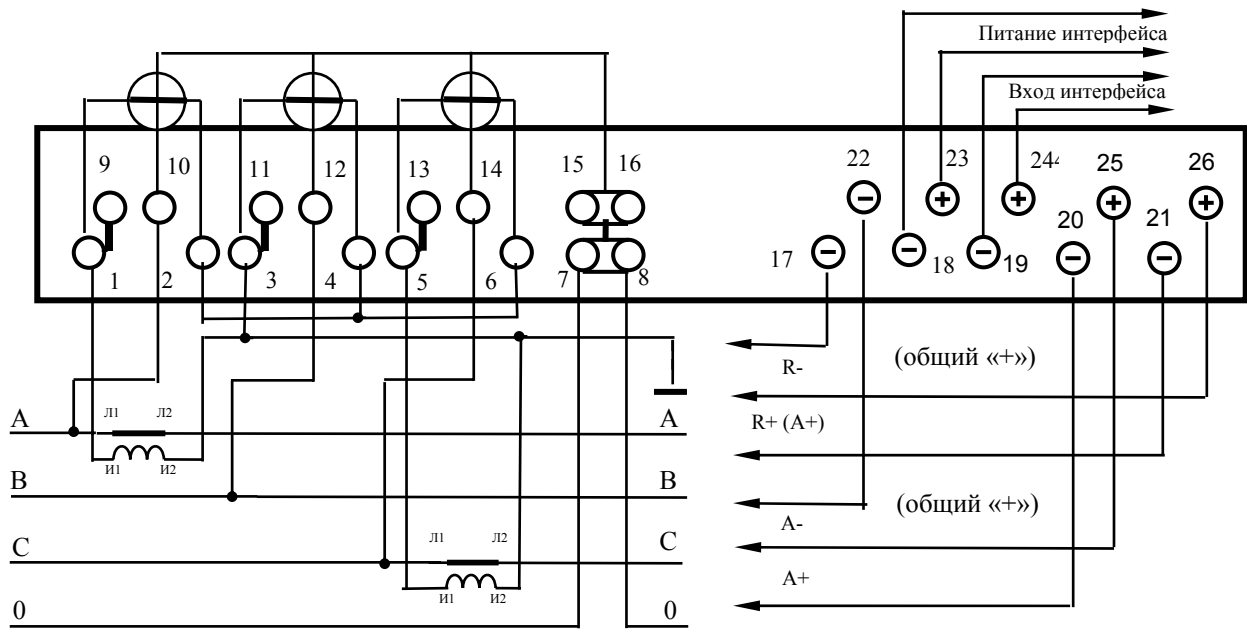 Питание интерфейса
Вход интерфейса
9 10 11 12 13 14 15 16 22 23 244 25 26
20 21
17 18 19
1 2 3 4 5 6 7 8
R-
(общий «+»)
A Л1 Л2 A
R+ (A+)
И1 И2
B B
(общий «+»)
A-
C Л1 Л2 C
A+
И1 И2
0 0